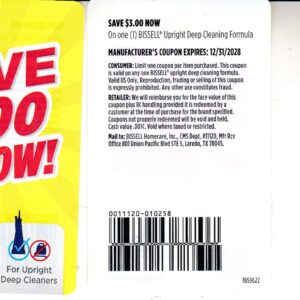 VE
00
OW!
For Upright
Deep Cleaners
SAVE $3.00 NOW
On one (1) BISSELL® Upright Deep Cleaning Formula
MANUFACTURER'S COUPON EXPIRES: 12/31/2028
CONSUMER: Limit one coupon per item purchased. This
coupon is valid on any one BISSELL® upright deep cleaning formula.
Valid US Only. Reproduction, trading or selling of this coupon
is expressly prohibited. Any other use constitutes fraud.
RETAILER: We will reimburse you for the face value of this
coupon plus 8¢ handling provided it is redeemed by a
customer at the time of purchase for the brand specified.
Coupons not properly redeemed will be void and held.
Cash value .001¢. Void where taxed or restricted.
Mail to: BISSELL Homecare, Inc., CMS Dept. #11120, Mfr Rcv
Office 801 Union Pacific Blvd STE 5, Laredo, TX 78045.
0011120-010258
1653622